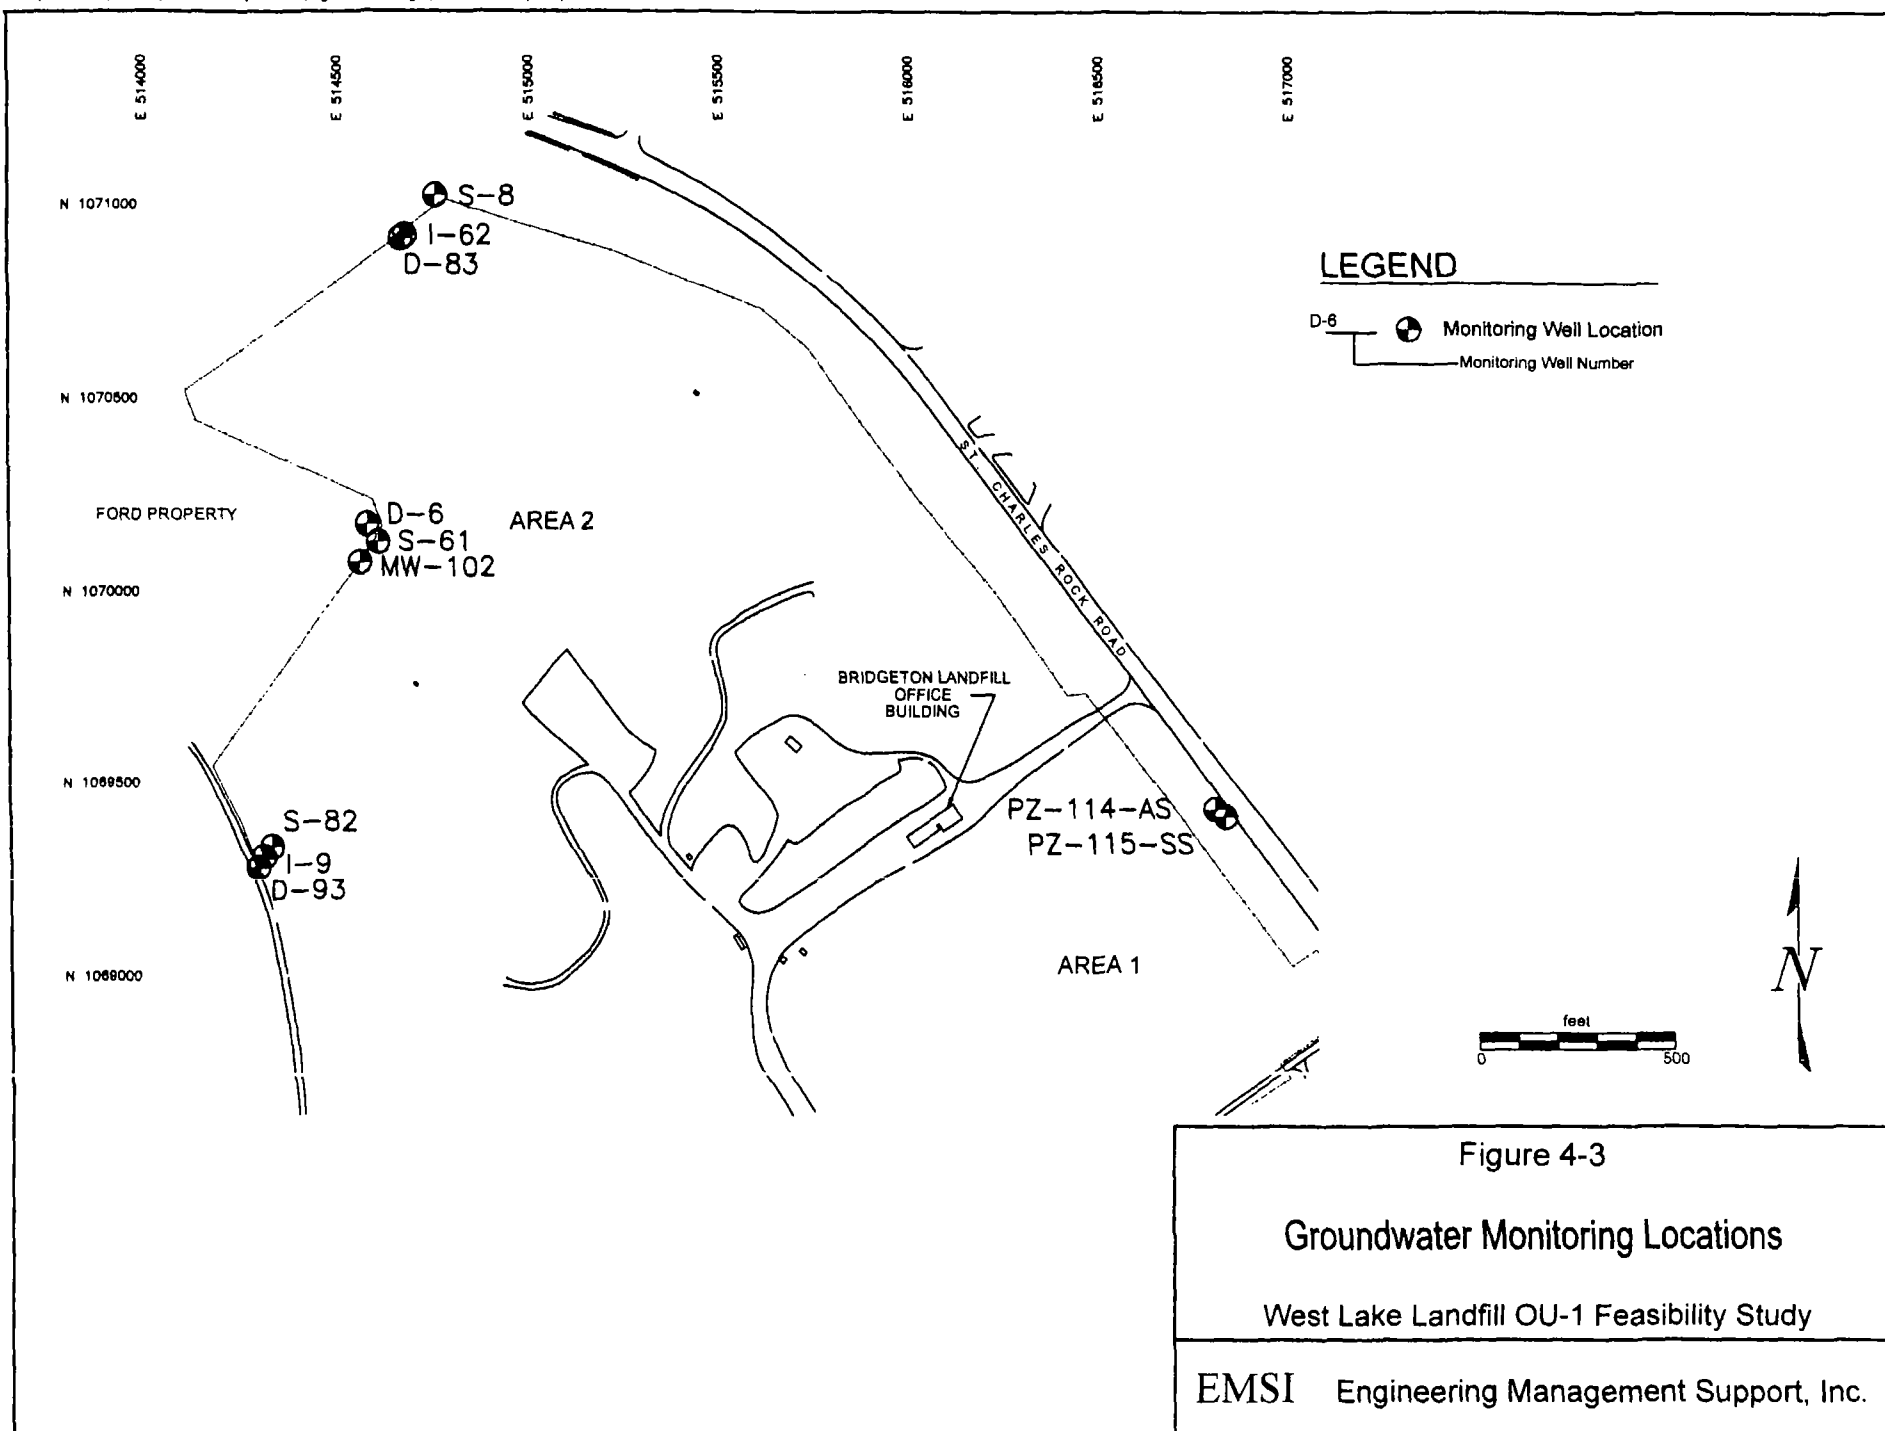 E 514000
E 514500
E 515000
E 515500
E 516000
E 516500
E 517000
N 1071000
S-8
I-62
D-83
LEGEND
D-6
Monitoring Well Location
Monitoring Well Number
N 1070500
FORD PROPERTY
D-6
AREA 2
S-61
MW-102
ST. CHARLES ROCK ROAD
N 1070000
BRIDGETON LANDFILL
OFFICE
BUILDING
N 1069500
PZ-114-AS
PZ-115-SS
S-82
I-9
D-93
N 1069000
AREA 1
N
feet
0 500
Figure 4-3
Groundwater Monitoring Locations
West Lake Landfill OU-1 Feasibility Study
EMSI Engineering Management Support, Inc.